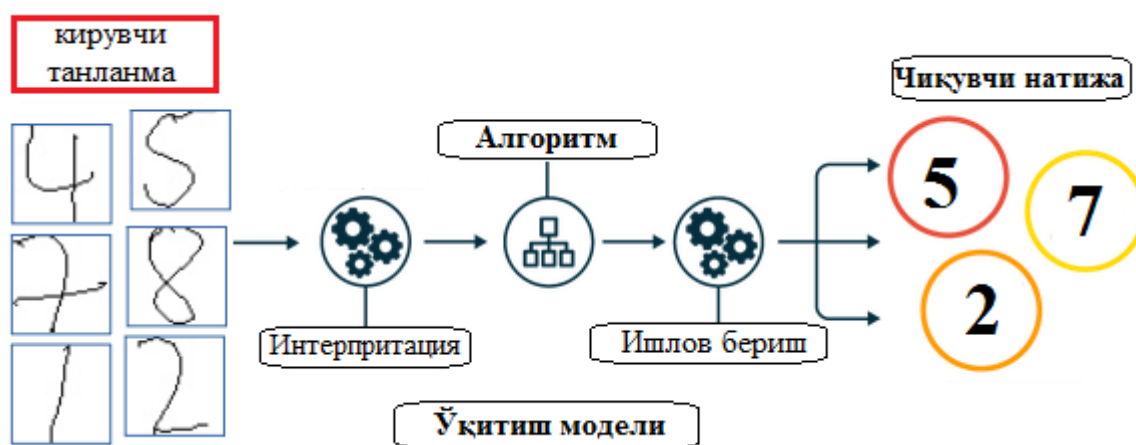 кирувчи
танланма
Чиқувчи натижа
Алгоритм
4 5
7 8
1 2
5
7
2
Интерпритация
Ишлов бериш
Ўқитиш модели